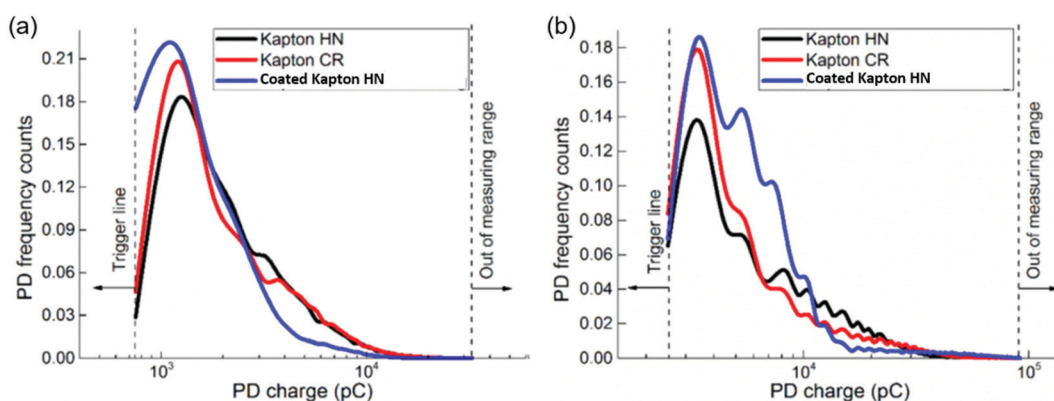 (a)
Kapton HN
Kapton CR
Coated Kapton HN
PD frequency counts
0.21
0.18
0.15
0.12
0.09
0.06
0.03
0.00
Trigger line
Out of measuring range
10³
10⁴
PD charge (pC)
(b)
Kapton HN
Kapton CR
Coated Kapton HN
PD frequency counts
0.18
0.16
0.14
0.12
0.10
0.08
0.06
0.04
0.02
0.00
Trigger line
Out of measuring range
10⁴
10⁵
PD charge (pC)